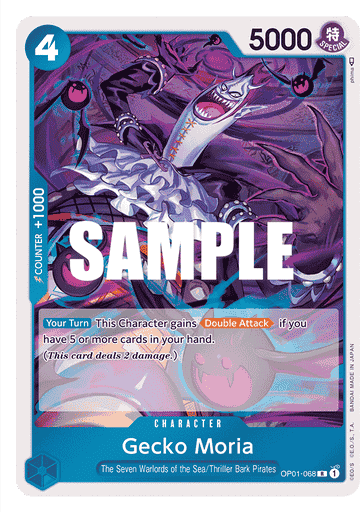 4
5000
特
SPECIAL
phima
COUNTER +1000
SAMPLE
Your Turn This Character gains Double Attack if you
have 5 or more cards in your hand.
(This card deals 2 damage.)
CHARACTER
Gecko Moria
The Seven Warlords of the Sea/Thriller Bark Pirates
OP01-068 R 1
©E.O/S ©E.O./S., T.A. BANDAI MADE IN JAPAN